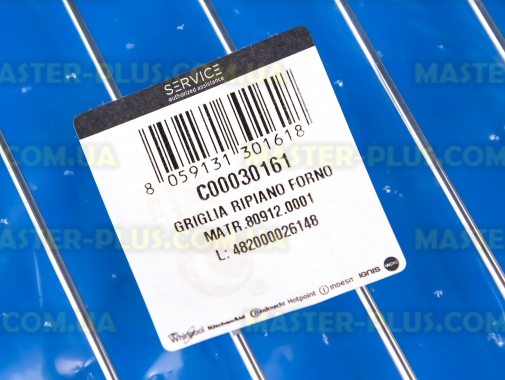 MASTER-PLUS.COM.UA
SERVICE
authorized assistance
8 059131 301618
C00030161
GRIGLIA RIPIANO FORNO
MATR.80912.0001
L: 482000026148
Whirlpool KitchenAid Bauknecht Hotpoint indesit IGNIS